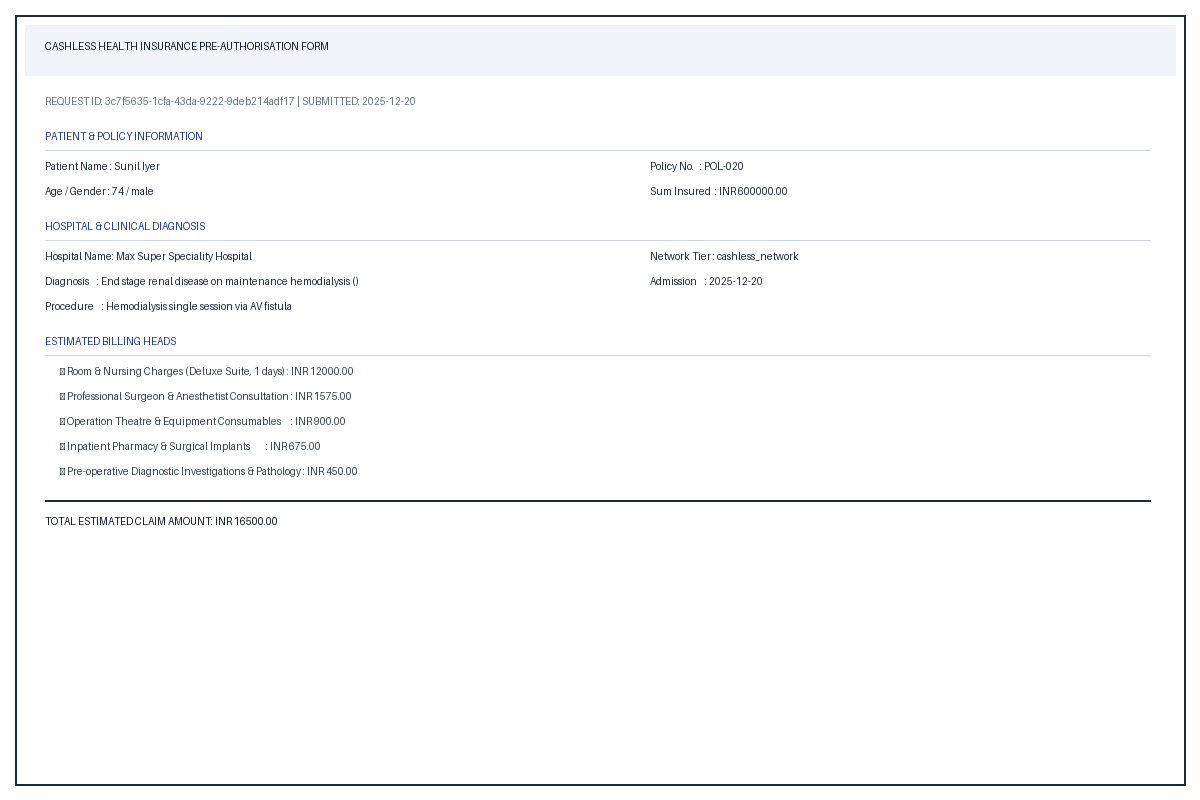 CASHLESS HEALTH INSURANCE PRE-AUTHORISATION FORM
REQUEST ID: 3c7f5635-1cfa-43da-9222-9deb214adf17 | SUBMITTED: 2025-12-20
PATIENT & POLICY INFORMATION
Patient Name : Sunil Iyer
Policy No. : POL-020
Age / Gender : 74 / male
Sum Insured : INR 600000.00
HOSPITAL & CLINICAL DIAGNOSIS
Hospital Name: Max Super Speciality Hospital
Network Tier : cashless_network
Diagnosis : End stage renal disease on maintenance hemodialysis ()
Admission : 2025-12-20
Procedure : Hemodialysis single session via AV fistula
ESTIMATED BILLING HEADS
Room & Nursing Charges (Deluxe Suite, 1 days) : INR 12000.00
Professional Surgeon & Anesthetist Consultation : INR 1575.00
Operation Theatre & Equipment Consumables : INR 900.00
Inpatient Pharmacy & Surgical Implants : INR 675.00
Pre-operative Diagnostic Investigations & Pathology : INR 450.00
TOTAL ESTIMATED CLAIM AMOUNT: INR 16500.00